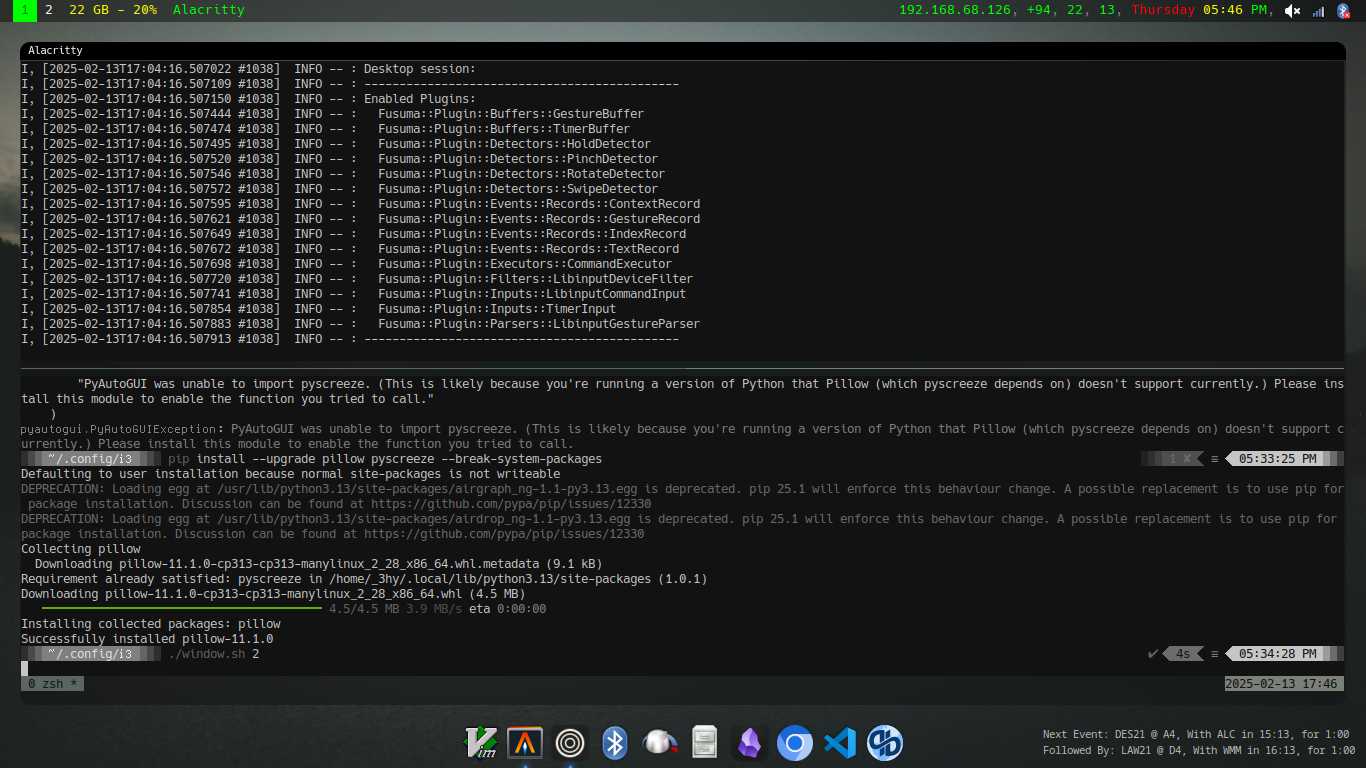 1 2 22 GB - 20% Alacritty 192.168.68.126, +94, 22, 13, Thursday 05:46 PM,
Alacritty
I, [2025-02-13T17:04:16.507022 #1038]  INFO -- : Desktop session:
I, [2025-02-13T17:04:16.507109 #1038]  INFO -- : ---------------------------------------------
I, [2025-02-13T17:04:16.507150 #1038]  INFO -- : Enabled Plugins:
I, [2025-02-13T17:04:16.507444 #1038]  INFO -- :   Fusuma::Plugin::Buffers::GestureBuffer
I, [2025-02-13T17:04:16.507474 #1038]  INFO -- :   Fusuma::Plugin::Buffers::TimerBuffer
I, [2025-02-13T17:04:16.507495 #1038]  INFO -- :   Fusuma::Plugin::Detectors::HoldDetector
I, [2025-02-13T17:04:16.507520 #1038]  INFO -- :   Fusuma::Plugin::Detectors::PinchDetector
I, [2025-02-13T17:04:16.507546 #1038]  INFO -- :   Fusuma::Plugin::Detectors::RotateDetector
I, [2025-02-13T17:04:16.507572 #1038]  INFO -- :   Fusuma::Plugin::Detectors::SwipeDetector
I, [2025-02-13T17:04:16.507595 #1038]  INFO -- :   Fusuma::Plugin::Events::Records::ContextRecord
I, [2025-02-13T17:04:16.507621 #1038]  INFO -- :   Fusuma::Plugin::Events::Records::GestureRecord
I, [2025-02-13T17:04:16.507649 #1038]  INFO -- :   Fusuma::Plugin::Events::Records::IndexRecord
I, [2025-02-13T17:04:16.507672 #1038]  INFO -- :   Fusuma::Plugin::Events::Records::TextRecord
I, [2025-02-13T17:04:16.507698 #1038]  INFO -- :   Fusuma::Plugin::Executors::CommandExecutor
I, [2025-02-13T17:04:16.507720 #1038]  INFO -- :   Fusuma::Plugin::Filters::LibinputDeviceFilter
I, [2025-02-13T17:04:16.507741 #1038]  INFO -- :   Fusuma::Plugin::Inputs::LibinputCommandInput
I, [2025-02-13T17:04:16.507854 #1038]  INFO -- :   Fusuma::Plugin::Inputs::TimerInput
I, [2025-02-13T17:04:16.507883 #1038]  INFO -- :   Fusuma::Plugin::Parsers::LibinputGestureParser
I, [2025-02-13T17:04:16.507913 #1038]  INFO -- : ---------------------------------------------
"PyAutoGUI was unable to import pyscreeze. (This is likely because you're running a version of Python that Pillow (which pyscreeze depends on) doesn't support currently.) Please ins
tall this module to enable the function you tried to call."
)
pyautogui.PyAutoGUIException: PyAutoGUI was unable to import pyscreeze. (This is likely because you're running a version of Python that Pillow (which pyscreeze depends on) doesn't support c
urrently.) Please install this module to enable the function you tried to call.
~/.config/i3 pip install --upgrade pillow pyscreeze --break-system-packages 1 ✘ ≡ 05:33:25 PM
Defaulting to user installation because normal site-packages is not writeable
DEPRECATION: Loading egg at /usr/lib/python3.13/site-packages/airgraph_ng-1.1-py3.13.egg is deprecated. pip 25.1 will enforce this behaviour change. A possible replacement is to use pip for
package installation. Discussion can be found at https://github.com/pypa/pip/issues/12330
DEPRECATION: Loading egg at /usr/lib/python3.13/site-packages/airdrop_ng-1.1-py3.13.egg is deprecated. pip 25.1 will enforce this behaviour change. A possible replacement is to use pip for
package installation. Discussion can be found at https://github.com/pypa/pip/issues/12330
Collecting pillow
Downloading pillow-11.1.0-cp313-cp313-manylinux_2_28_x86_64.whl.metadata (9.1 kB)
Requirement already satisfied: pyscreeze in /home/_3hy/.local/lib/python3.13/site-packages (1.0.1)
Downloading pillow-11.1.0-cp313-cp313-manylinux_2_28_x86_64.whl (4.5 MB)
4.5/4.5 MB 3.9 MB/s eta 0:00:00
Installing collected packages: pillow
Successfully installed pillow-11.1.0
~/.config/i3 ./window.sh 2 ✔ 4s ≡ 05:34:28 PM
0 zsh * 2025-02-13 17:46
Vim
Next Event: DES21 @ A4, With ALC in 15:13, for 1:00
Followed By: LAW21 @ D4, With WMM in 16:13, for 1:00